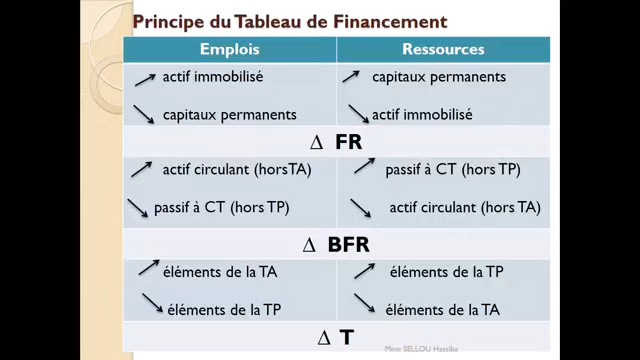 Principe du Tableau de Financement
Emplois Ressources
actif immobilisé capitaux permanents
capitaux permanents actif immobilisé
Δ FR
actif circulant (horsTA) passif à CT (hors TP)
passif à CT (hors TP) actif circulant (hors TA)
Δ BFR
éléments de la TA éléments de la TP
éléments de la TP éléments de la TA
Δ T
Mme SELLOU Hassiba